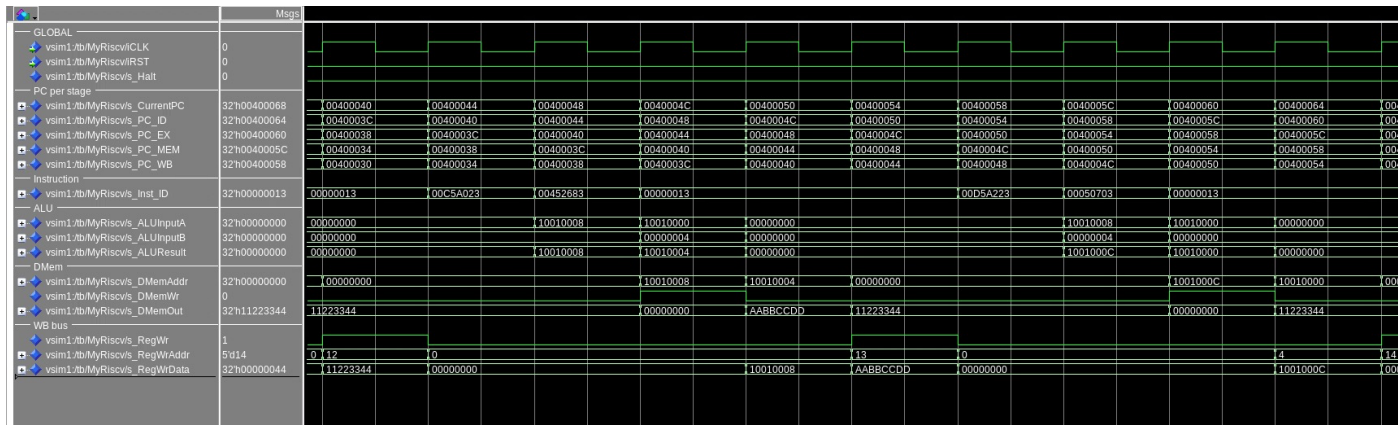 Msgs
GLOBAL
vsim1:/tb/MyRiscv/iCLK 0
vsim1:/tb/MyRiscv/iRST 0
vsim1:/tb/MyRiscv/s_Halt 0
PC per stage
vsim1:/tb/MyRiscv/s_CurrentPC 32'h00400068 00400040 00400044 00400048 0040004C 00400050 00400054 00400058 0040005C 00400060 00400064 00
vsim1:/tb/MyRiscv/s_PC_ID 32'h00400064 0040003C 00400040 00400044 00400048 0040004C 00400050 00400054 00400058 0040005C 00400060 00
vsim1:/tb/MyRiscv/s_PC_EX 32'h00400060 00400038 0040003C 00400040 00400044 00400048 0040004C 00400050 00400054 00400058 0040005C 00
vsim1:/tb/MyRiscv/s_PC_MEM 32'h0040005C 00400034 00400038 0040003C 00400040 00400044 00400048 0040004C 00400050 00400054 00400058 00
vsim1:/tb/MyRiscv/s_PC_WB 32'h00400058 00400030 00400034 00400038 0040003C 00400040 00400044 00400048 0040004C 00400050 00400054 00
Instruction
vsim1:/tb/MyRiscv/s_Inst_ID 32'h00000013 00000013 00C5A023 00452683 00000013 00D5A223 00050703 00000013
ALU
vsim1:/tb/MyRiscv/s_ALUInputA 32'h00000000 00000000 10010008 10010000 00000000 10010008 10010000 00000000
vsim1:/tb/MyRiscv/s_ALUInputB 32'h00000000 00000000 00000004 00000000 00000004 00000000
vsim1:/tb/MyRiscv/s_ALUResult 32'h00000000 00000000 10010008 10010004 00000000 1001000C 10010000 00000000
DMem
vsim1:/tb/MyRiscv/s_DMemAddr 32'h00000000 00000000 10010008 10010004 00000000 1001000C 10010000 00
vsim1:/tb/MyRiscv/s_DMemWr 0
vsim1:/tb/MyRiscv/s_DMemOut 32'h11223344 11223344 00000000 AABBCCDD 11223344 00000000 11223344
WB bus
vsim1:/tb/MyRiscv/s_RegWr 1
vsim1:/tb/MyRiscv/s_RegWrAddr 5'd14 0 12 0 13 0 4 14
vsim1:/tb/MyRiscv/s_RegWrData 32'h00000044 11223344 00000000 10010008 AABBCCDD 00000000 1001000C 00